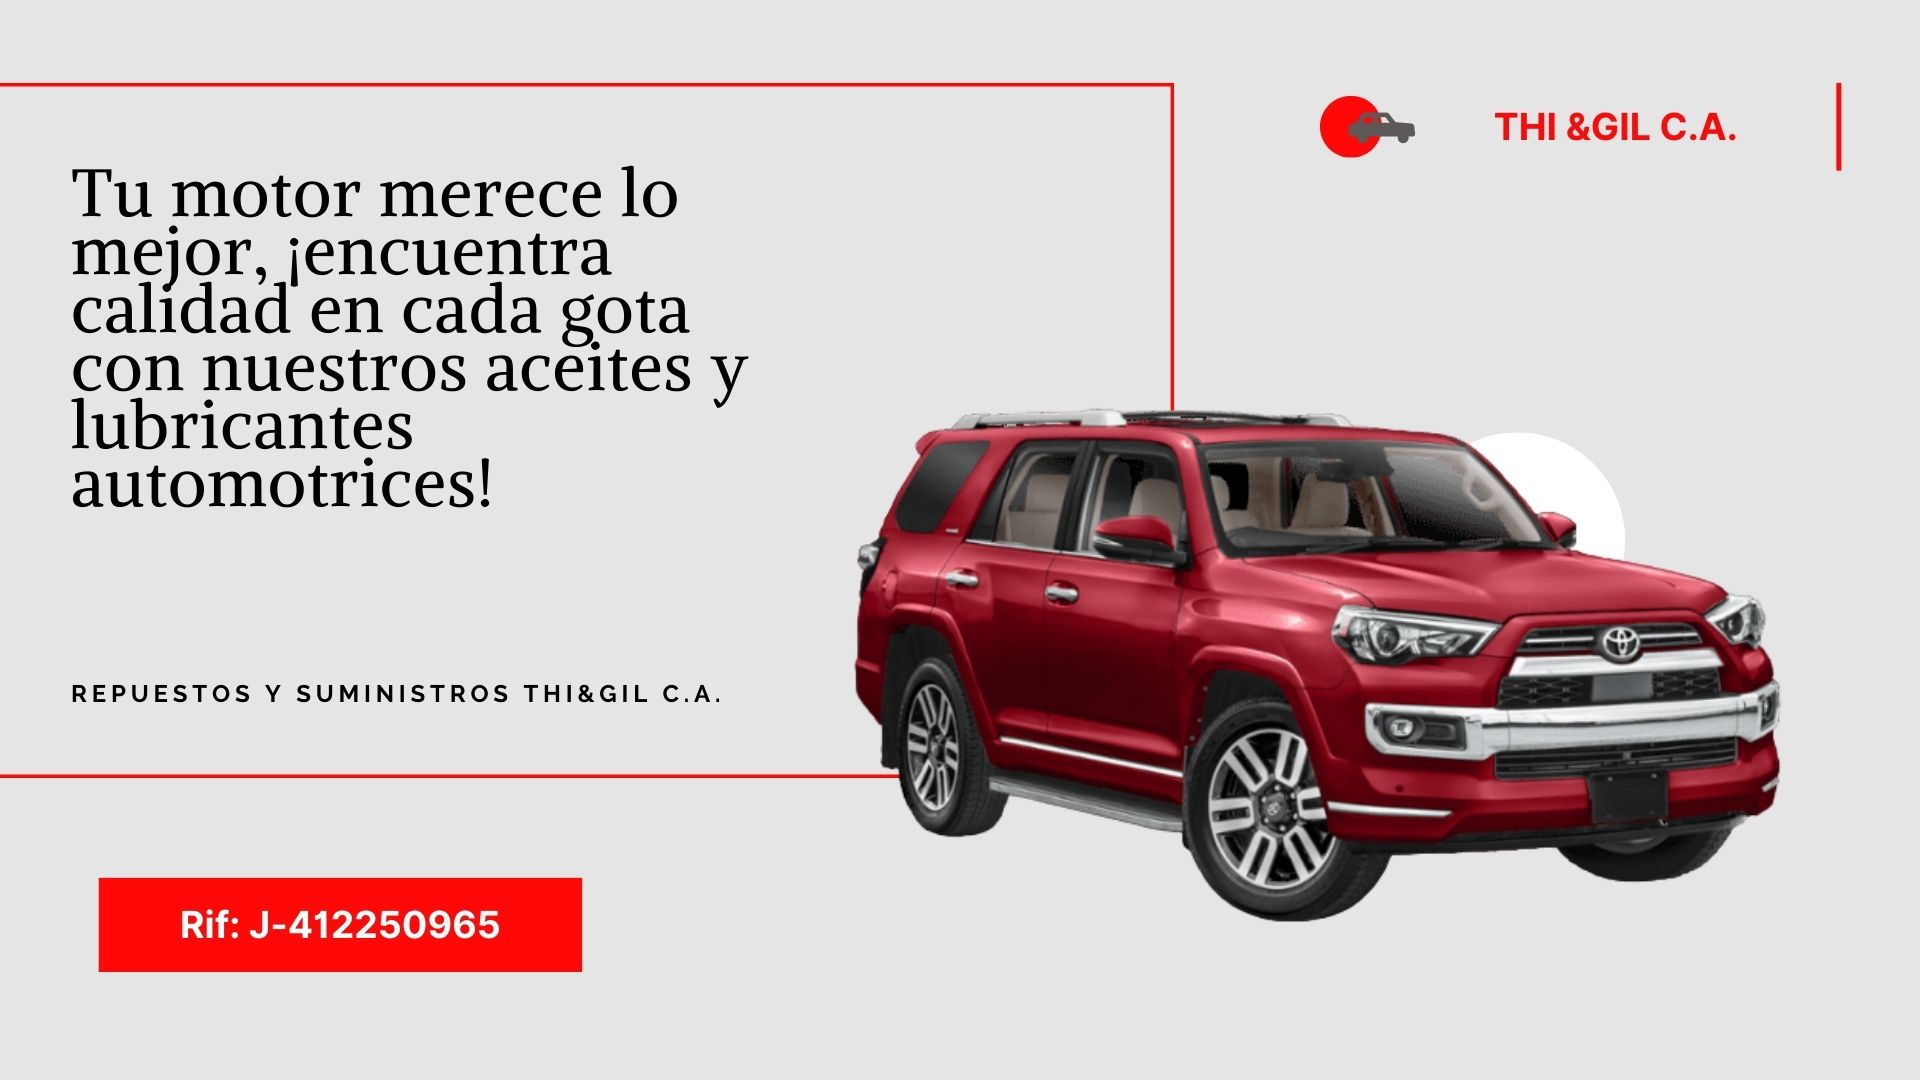 THI &GIL C.A.
Tu motor merece lo
mejor, ¡encuentra
calidad en cada gota
con nuestros aceites y
lubricantes
automotrices!
REPUESTOS Y SUMINISTROS THI&GIL C.A.
Rif: J-412250965